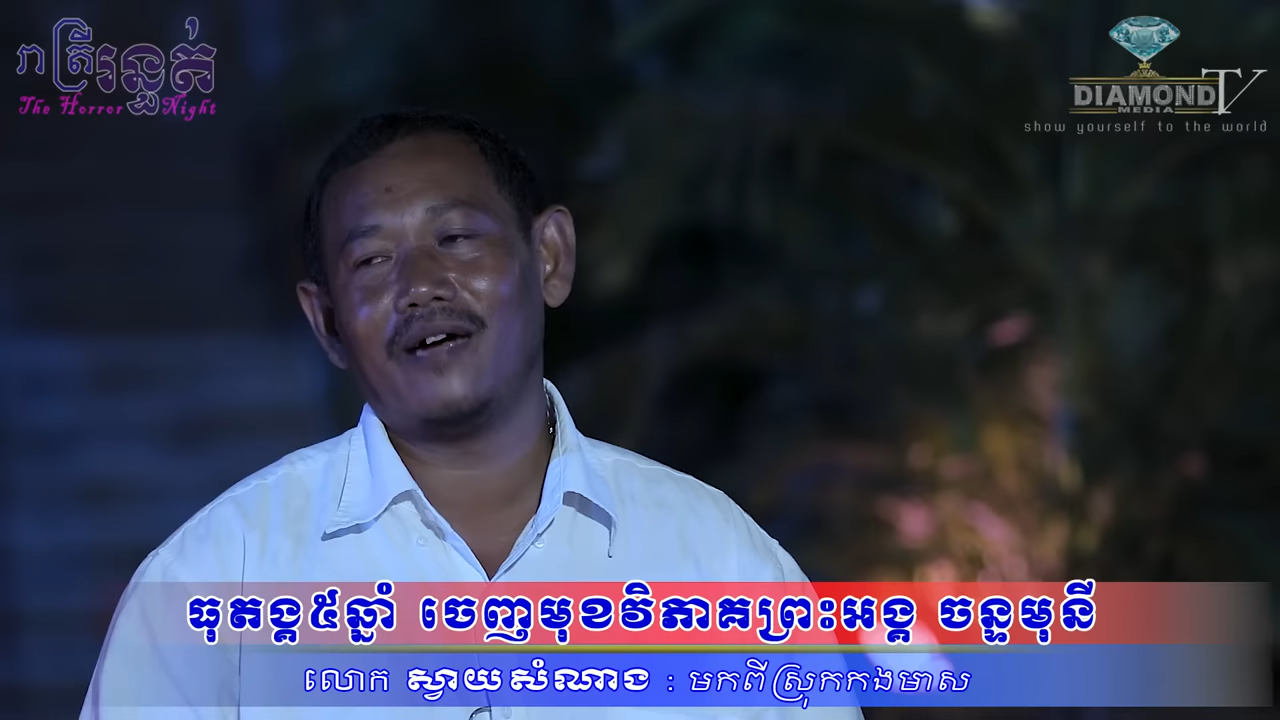 រាត្រីរន្ធត់
The Horror Night
DIAMOND TV
MEDIA
show yourself to the world
ធុតង្គ៥ឆ្នាំ ចេញមុខវិភាគព្រះអង្គ ចន្ទមុនី
លោក ស្វាយសំណាង : មកពីស្រុកកងមាស